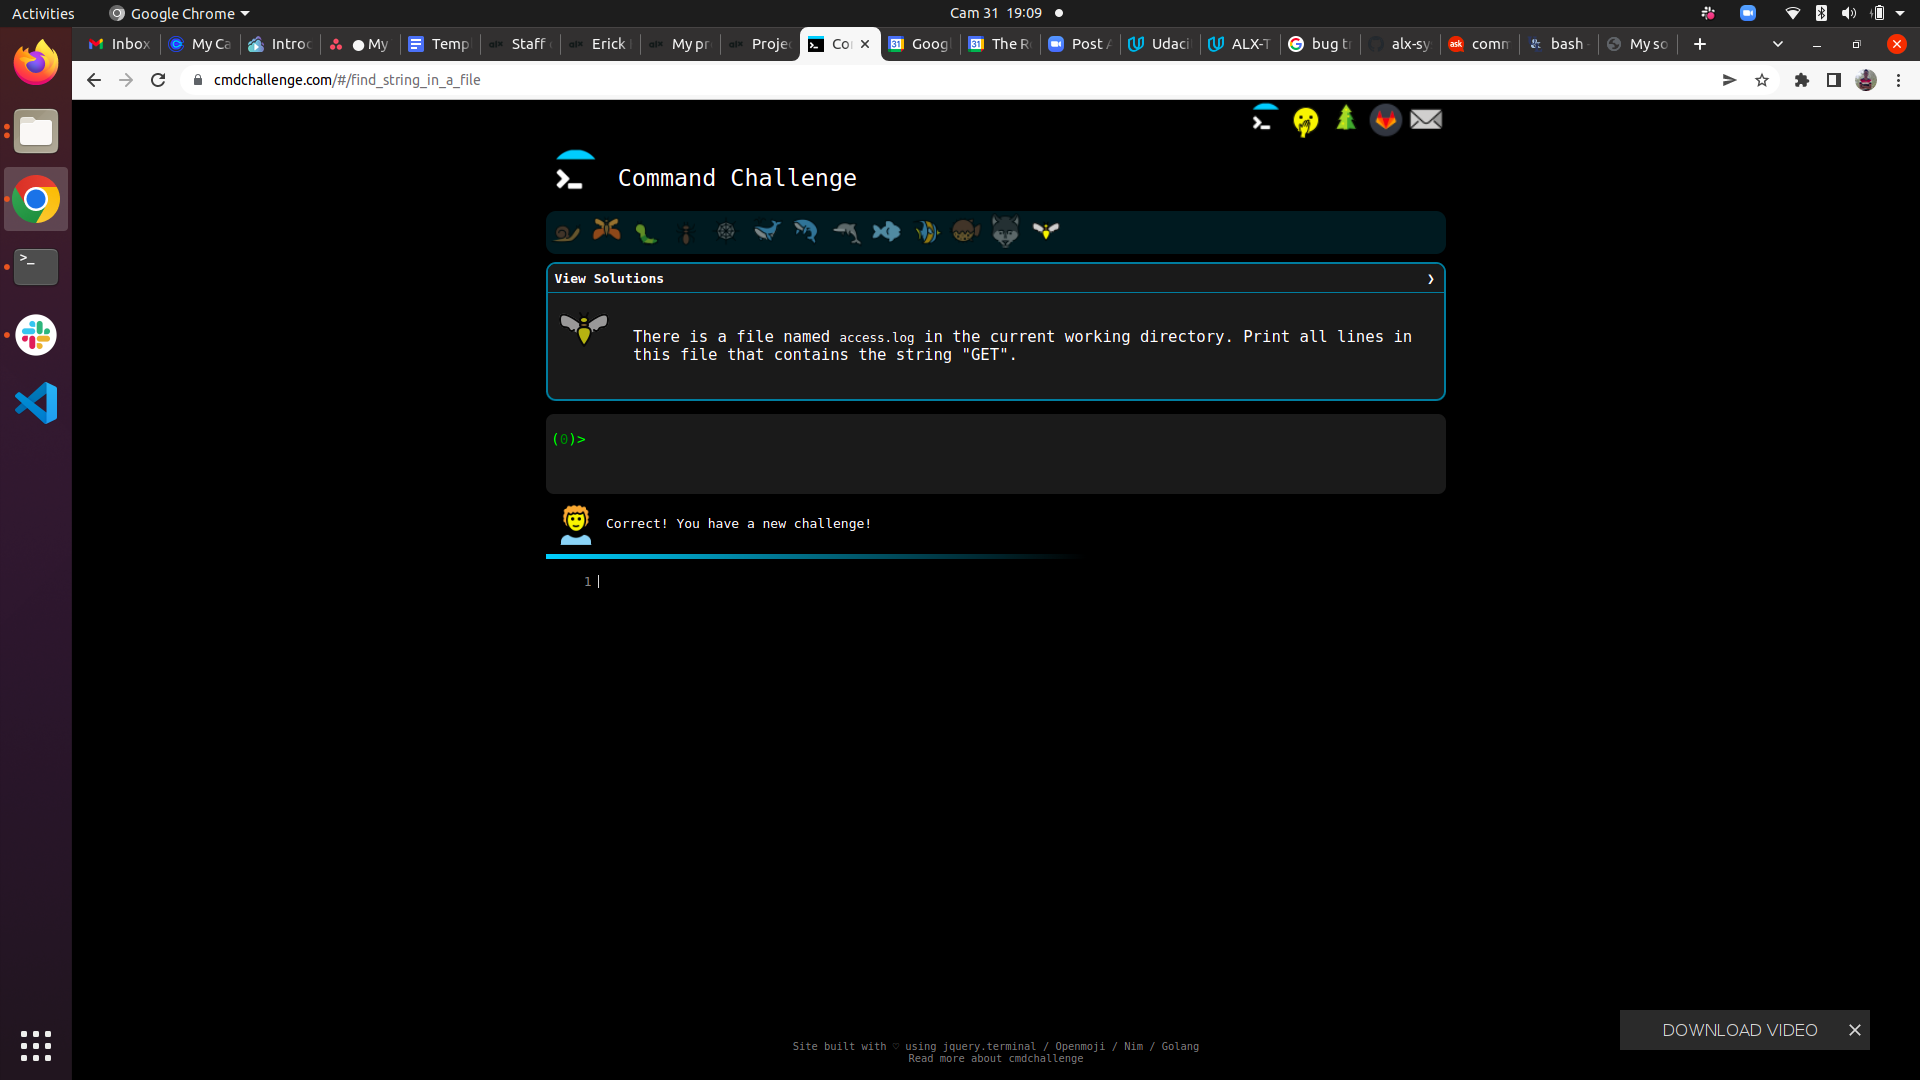 Activities
Google Chrome
Cam 31 19:09
Inbox
My Ca
Introd
My
Temp
Staff
Erick
My pr
Proje
Co
Googl
The R
Post A
Udaci
ALX-T
bug tr
alx-sy
comm
bash
My so
cmdchallenge.com/#/find_string_in_a_file
Command Challenge
View Solutions
There is a file named access.log in the current working directory. Print all lines in
this file that contains the string "GET".
(0)>
Correct! You have a new challenge!
1
DOWNLOAD VIDEO
Site built with ♡ using jquery.terminal / Openmoji / Nim / Golang
Read more about cmdchallenge